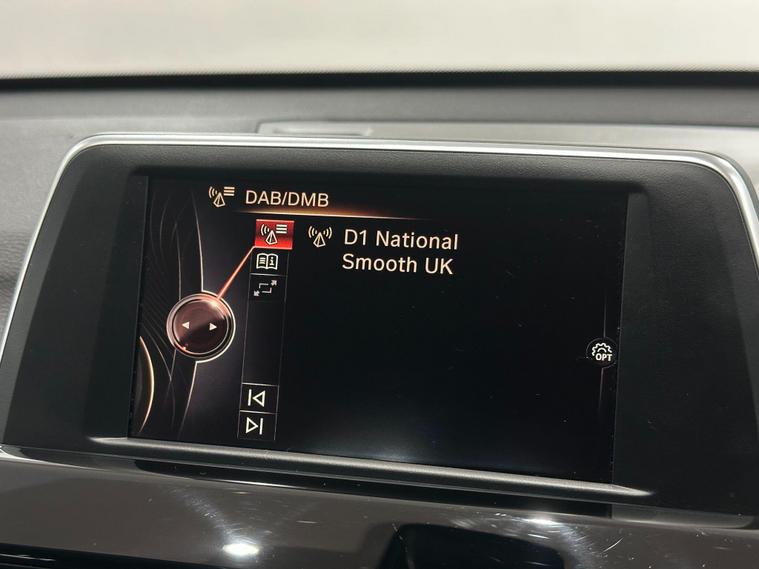 DAB/DMB
D1 National
Smooth UK
OPT